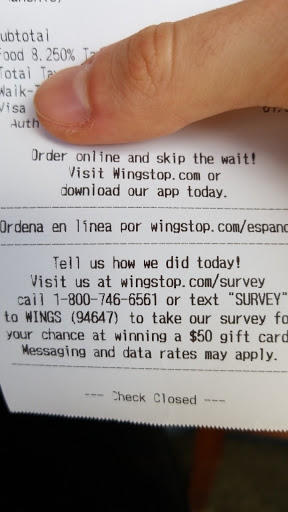 ubtotal
ood 8.250% Ta
Total Ta
Walk-
Visa
Auth
Order online and skip the wait!
Visit Wingstop.com or
download our app today.
Ordena en linea por wingstop.com/espano
Tell us how we did today!
Visit us at wingstop.com/survey
call 1-800-746-6561 or text "SURVEY"
to WINGS (94647) to take our survey fo
your chance at winning a $50 gift card
Messaging and data rates may apply.
--- Check Closed ---